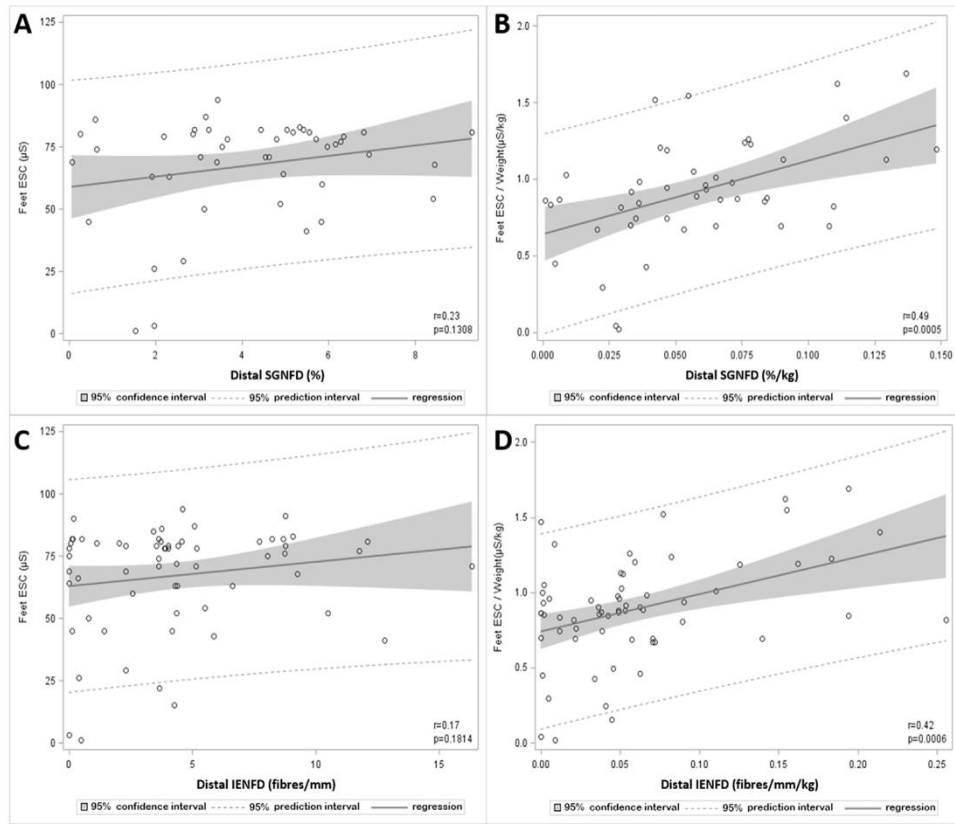 A
125
100
75
50
25
0
Feet ESC (µS)
0 2 4 6 8
r=0.23
p=0.1308
Distal SGNFD (%)
95% confidence interval 95% prediction interval regression
B
2.0
1.5
1.0
0.5
0.0
Feet ESC / Weight(µS/kg)
0.000 0.025 0.050 0.075 0.100 0.125 0.150
r=0.49
p=0.0005
Distal SGNFD (%/kg)
95% confidence interval 95% prediction interval regression
C
125
100
75
50
25
0
Feet ESC (µS)
0 5 10 15
r=0.17
p=0.1814
Distal IENFD (fibres/mm)
95% confidence interval 95% prediction interval regression
D
2.0
1.5
1.0
0.5
0.0
Feet ESC / Weight(µS/kg)
0.00 0.05 0.10 0.15 0.20 0.25
r=0.42
p=0.0006
Distal IENFD (fibres/mm/kg)
95% confidence interval 95% prediction interval regression